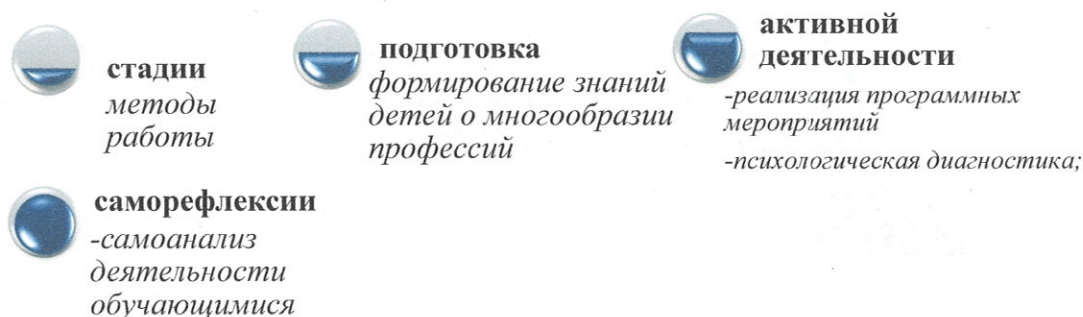 стадии
методы
работы
подготовка
формирование знаний
детей о многообразии
профессий
активной
деятельности
-реализация программных
мероприятий
-психологическая диагностика;
саморефлексии
-самоанализ
деятельности
обучающимися